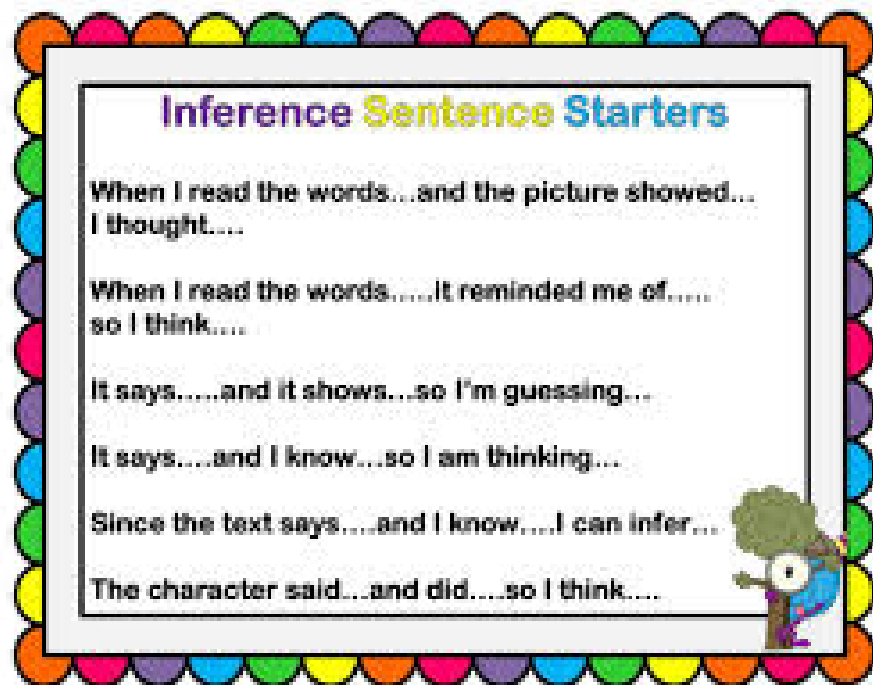 Inference Sentence Starters
When I read the words...and the picture showed...
I thought....
When I read the words.....it reminded me of.....
so I think....
It says.....and it shows...so I'm guessing...
It says....and I know...so I am thinking...
Since the text says....and I know....I can infer...
The character said...and did....so I think....